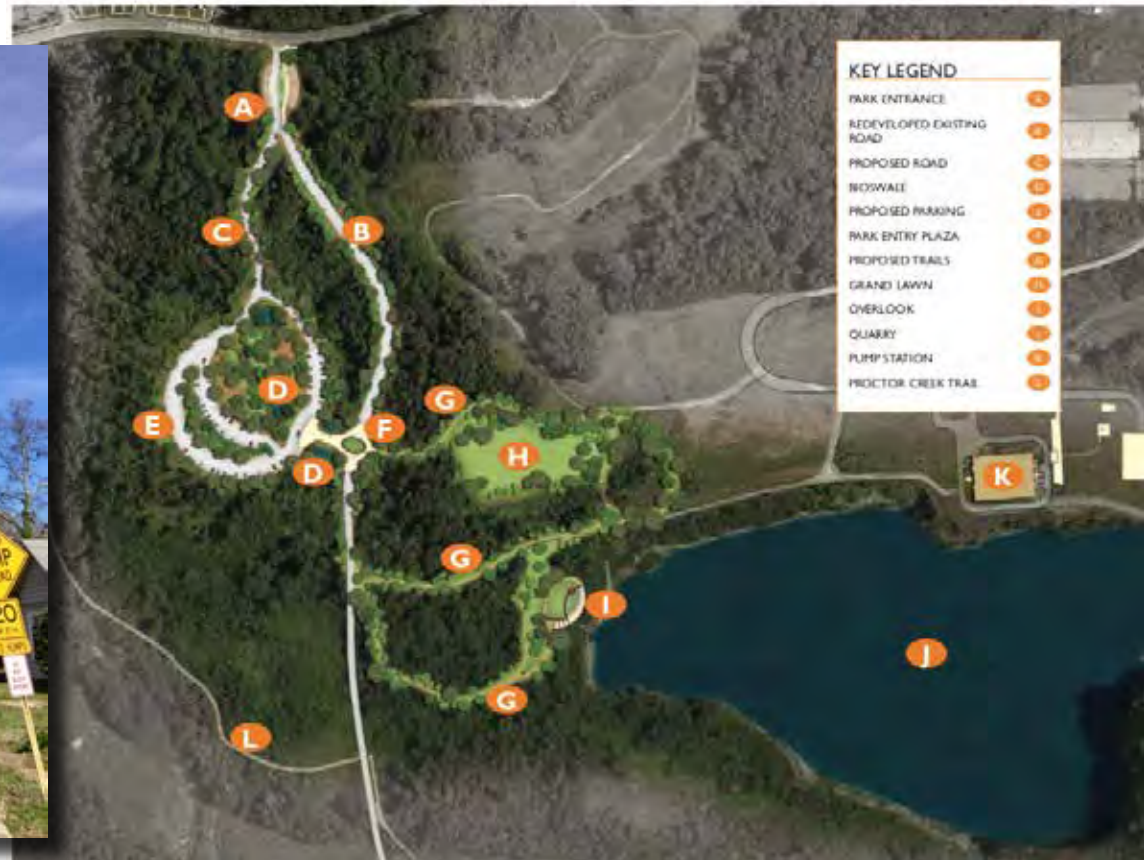 KEY LEGEND
PARK ENTRANCE A
REDEVELOPED EXISTING
ROAD B
PROPOSED ROAD C
BIOSWALE D
PROPOSED PARKING E
PARK ENTRY PLAZA F
PROPOSED TRAILS G
GRAND LAWN H
OVERLOOK I
QUARRY J
PUMP STATION K
PROCTOR CREEK TRAIL L
A
C
B
D
E
F
G
D
H
K
G
I
J
G
L
20